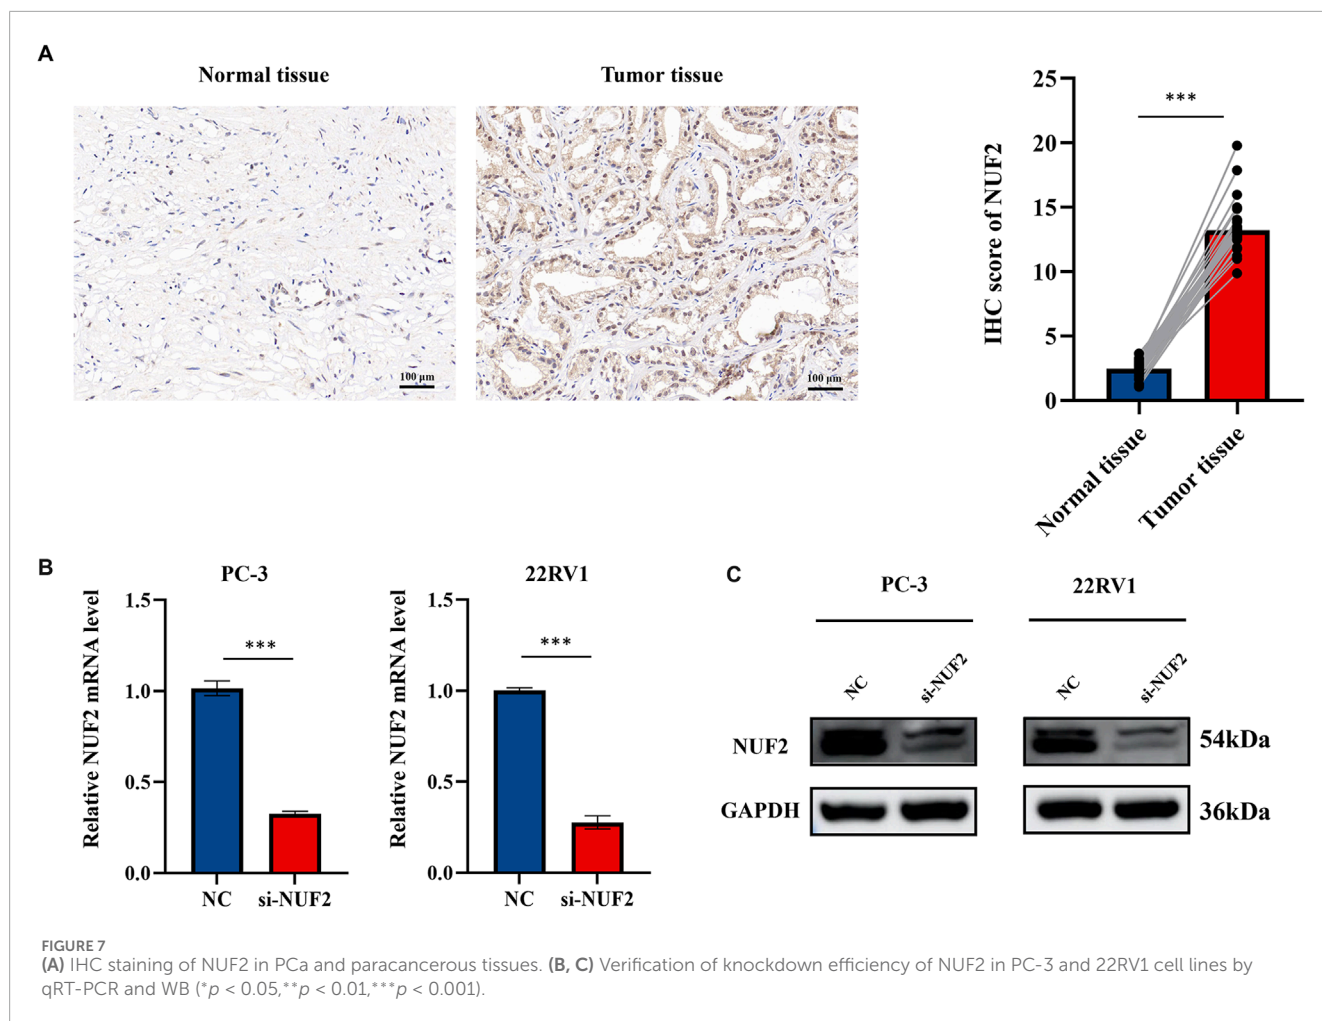 A
Normal tissue
Tumor tissue
100 μm
100 μm
IHC score of NUF2
25
20
15
10
5
0
***
Normal tissue
Tumor tissue
B
PC-3
Relative NUF2 mRNA level
1.5
1.0
0.5
0.0
***
NC
si-NUF2
22RV1
Relative NUF2 mRNA level
1.5
1.0
0.5
0.0
***
NC
si-NUF2
C
PC-3
22RV1
NC
si-NUF2
NC
si-NUF2
NUF2
54kDa
GAPDH
36kDa
FIGURE 7
(A) IHC staining of NUF2 in PCa and paracancerous tissues. (B, C) Verification of knockdown efficiency of NUF2 in PC-3 and 22RV1 cell lines by
qRT-PCR and WB (*p < 0.05,**p < 0.01,***p < 0.001).